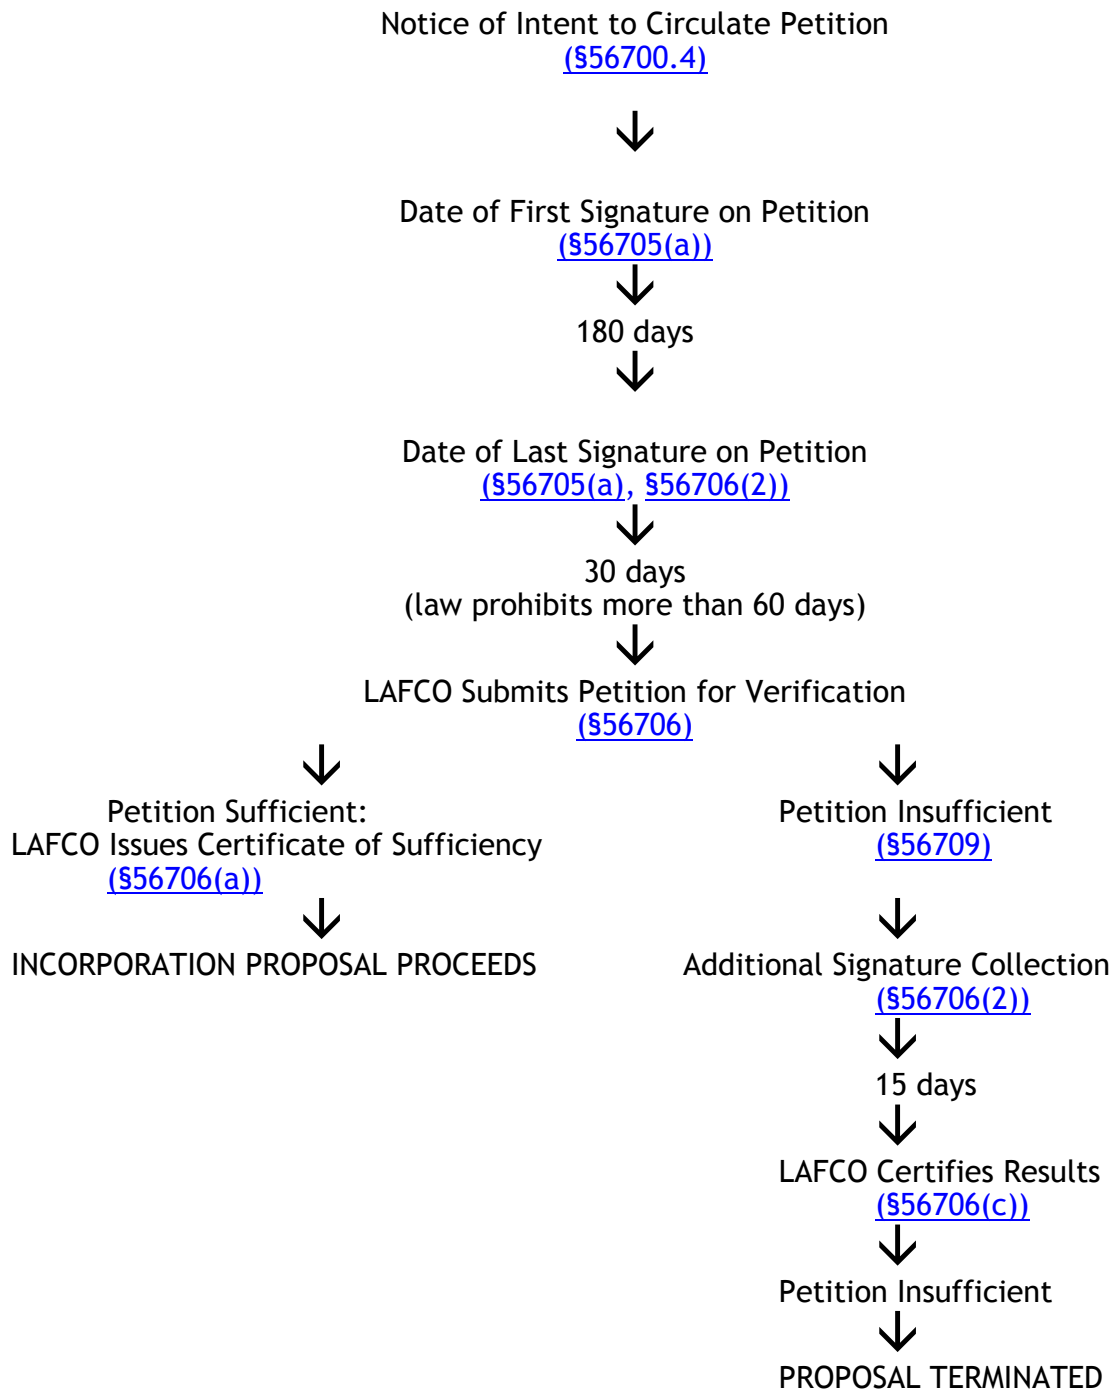 Notice of Intent to Circulate Petition
(§56700.4)
Date of First Signature on Petition
(§56705(a))
180 days
Date of Last Signature on Petition
(§56705(a), §56706(2))
30 days
(law prohibits more than 60 days)
LAFCO Submits Petition for Verification
(§56706)
Petition Sufficient:
LAFCO Issues Certificate of Sufficiency
(§56706(a))
INCORPORATION PROPOSAL PROCEEDS
Petition Insufficient
(§56709)
Additional Signature Collection
(§56706(2))
15 days
LAFCO Certifies Results
(§56706(c))
Petition Insufficient
PROPOSAL TERMINATED